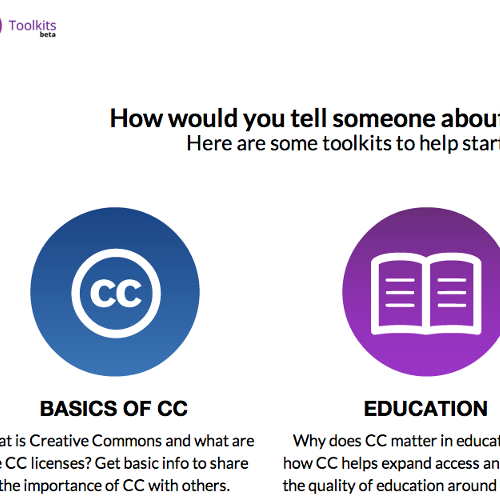 Toolkits
beta
How would you tell someone about
Here are some toolkits to help start
CC
BASICS OF CC
EDUCATION
at is Creative Commons and what are
CC licenses? Get basic info to share
the importance of CC with others.
Why does CC matter in educat
how CC helps expand access an
the quality of education around